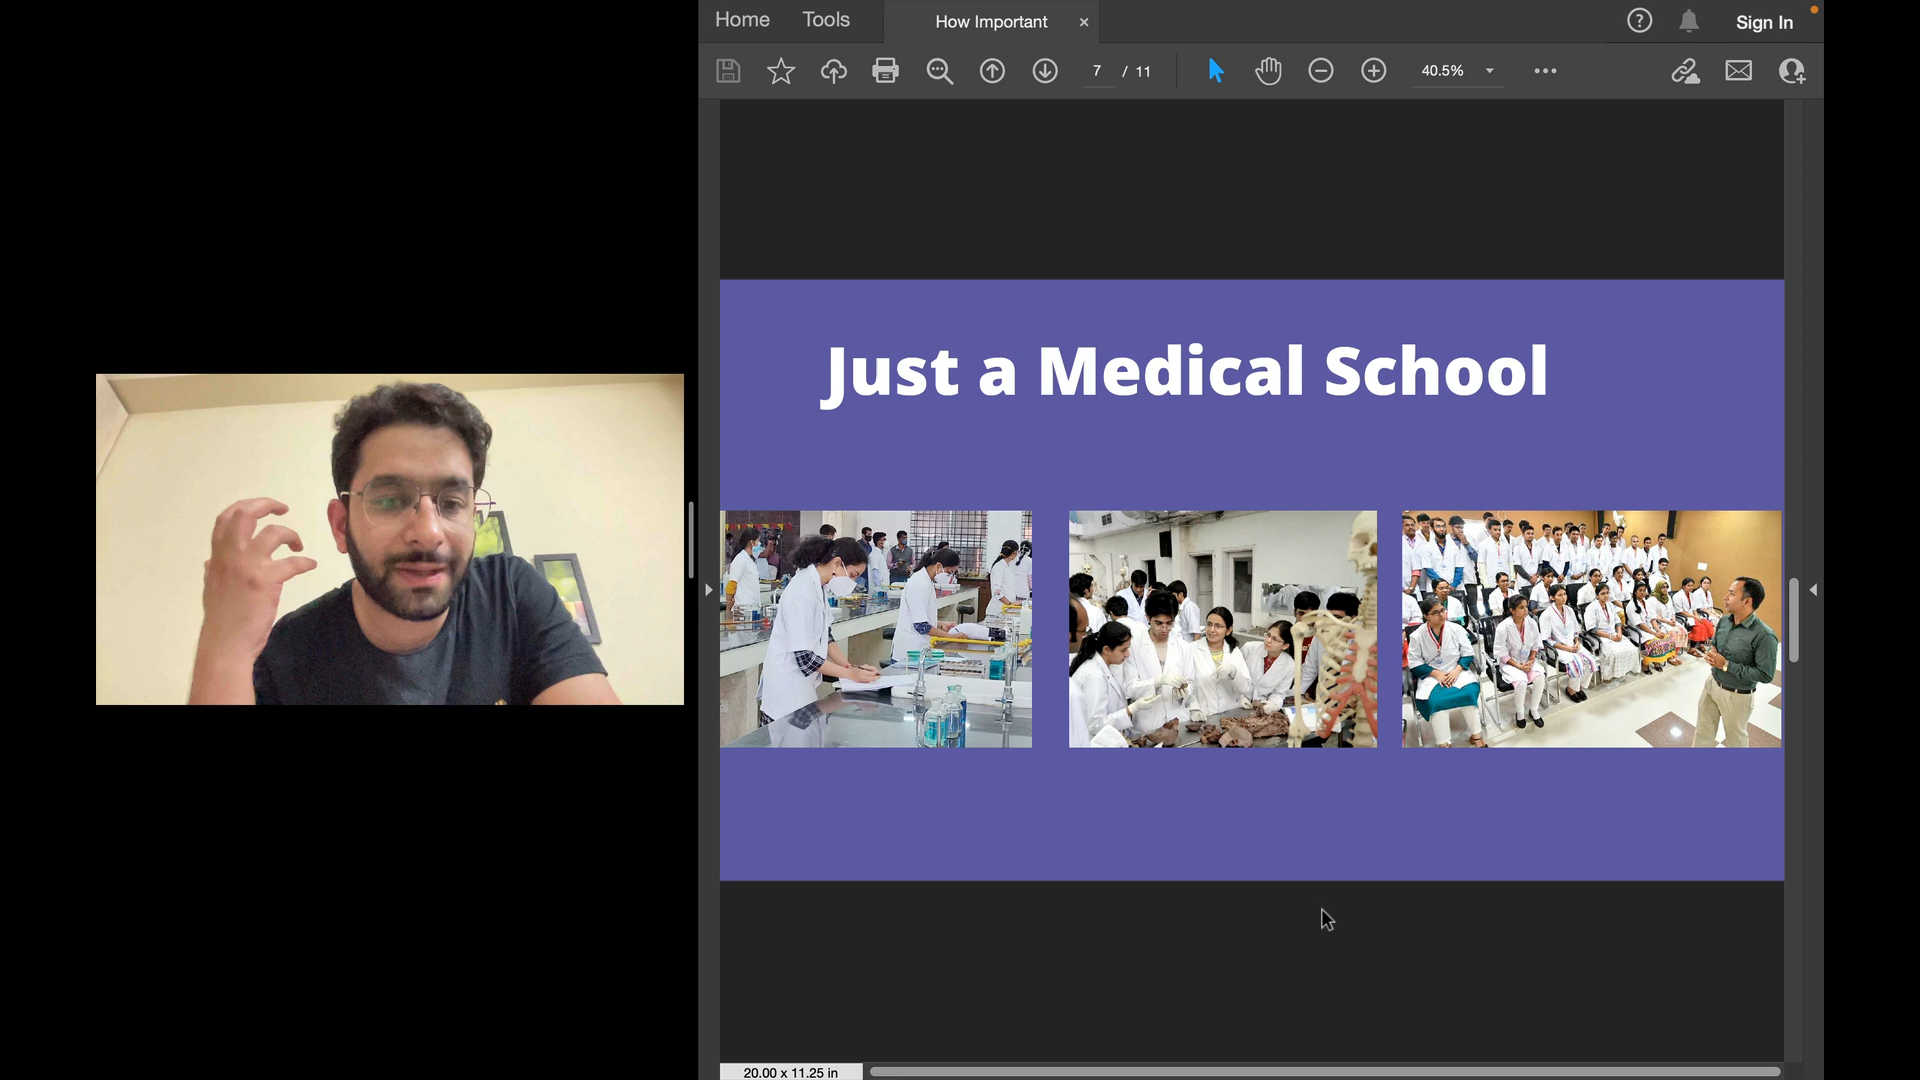 Home Tools How Important × Sign In
7 / 11 40.5%
Just a Medical School
20.00 x 11.25 in